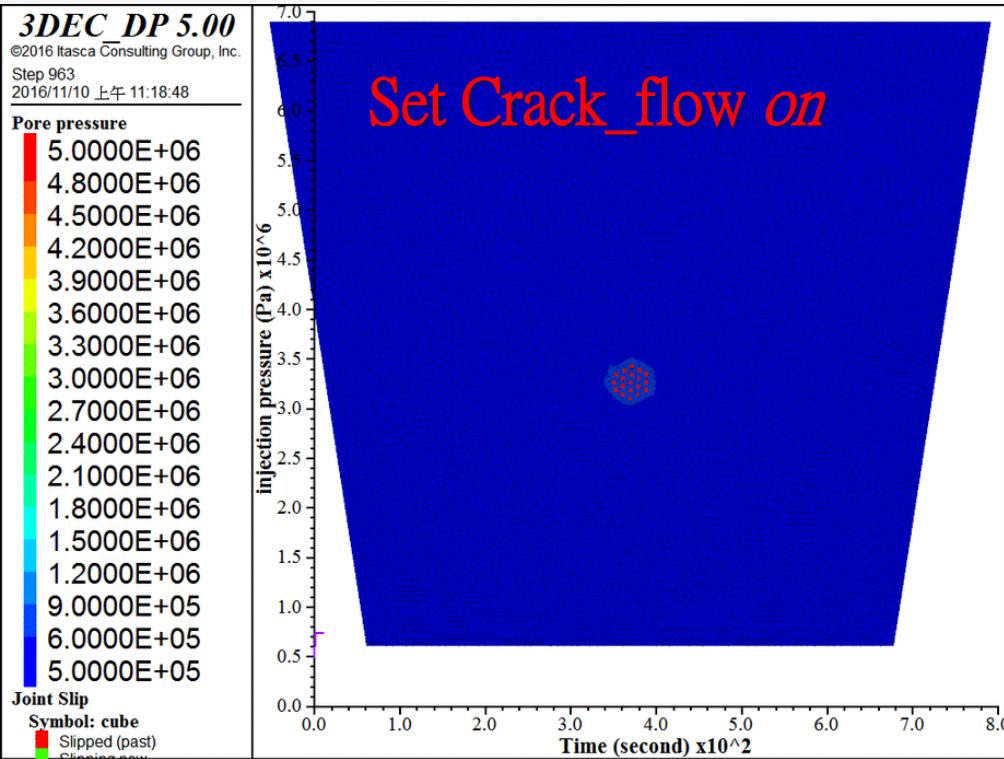 3DEC_DP 5.00
©2016 Itasca Consulting Group, Inc.
Step 963
2016/11/10 上午 11:18:48
Pore pressure
5.0000E+06
4.8000E+06
4.5000E+06
4.2000E+06
3.9000E+06
3.6000E+06
3.3000E+06
3.0000E+06
2.7000E+06
2.4000E+06
2.1000E+06
1.8000E+06
1.5000E+06
1.2000E+06
9.0000E+05
6.0000E+05
5.0000E+05
Joint Slip
Symbol: cube
Slipped (past)
Slipping now
Set Crack_flow on
injection pressure (Pa) x10^6
7.0
6.5
6.0
5.5
5.0
4.5
4.0
3.5
3.0
2.5
2.0
1.5
1.0
0.5
0.0
0.0 1.0 2.0 3.0 4.0 5.0 6.0 7.0 8.0
Time (second) x10^2